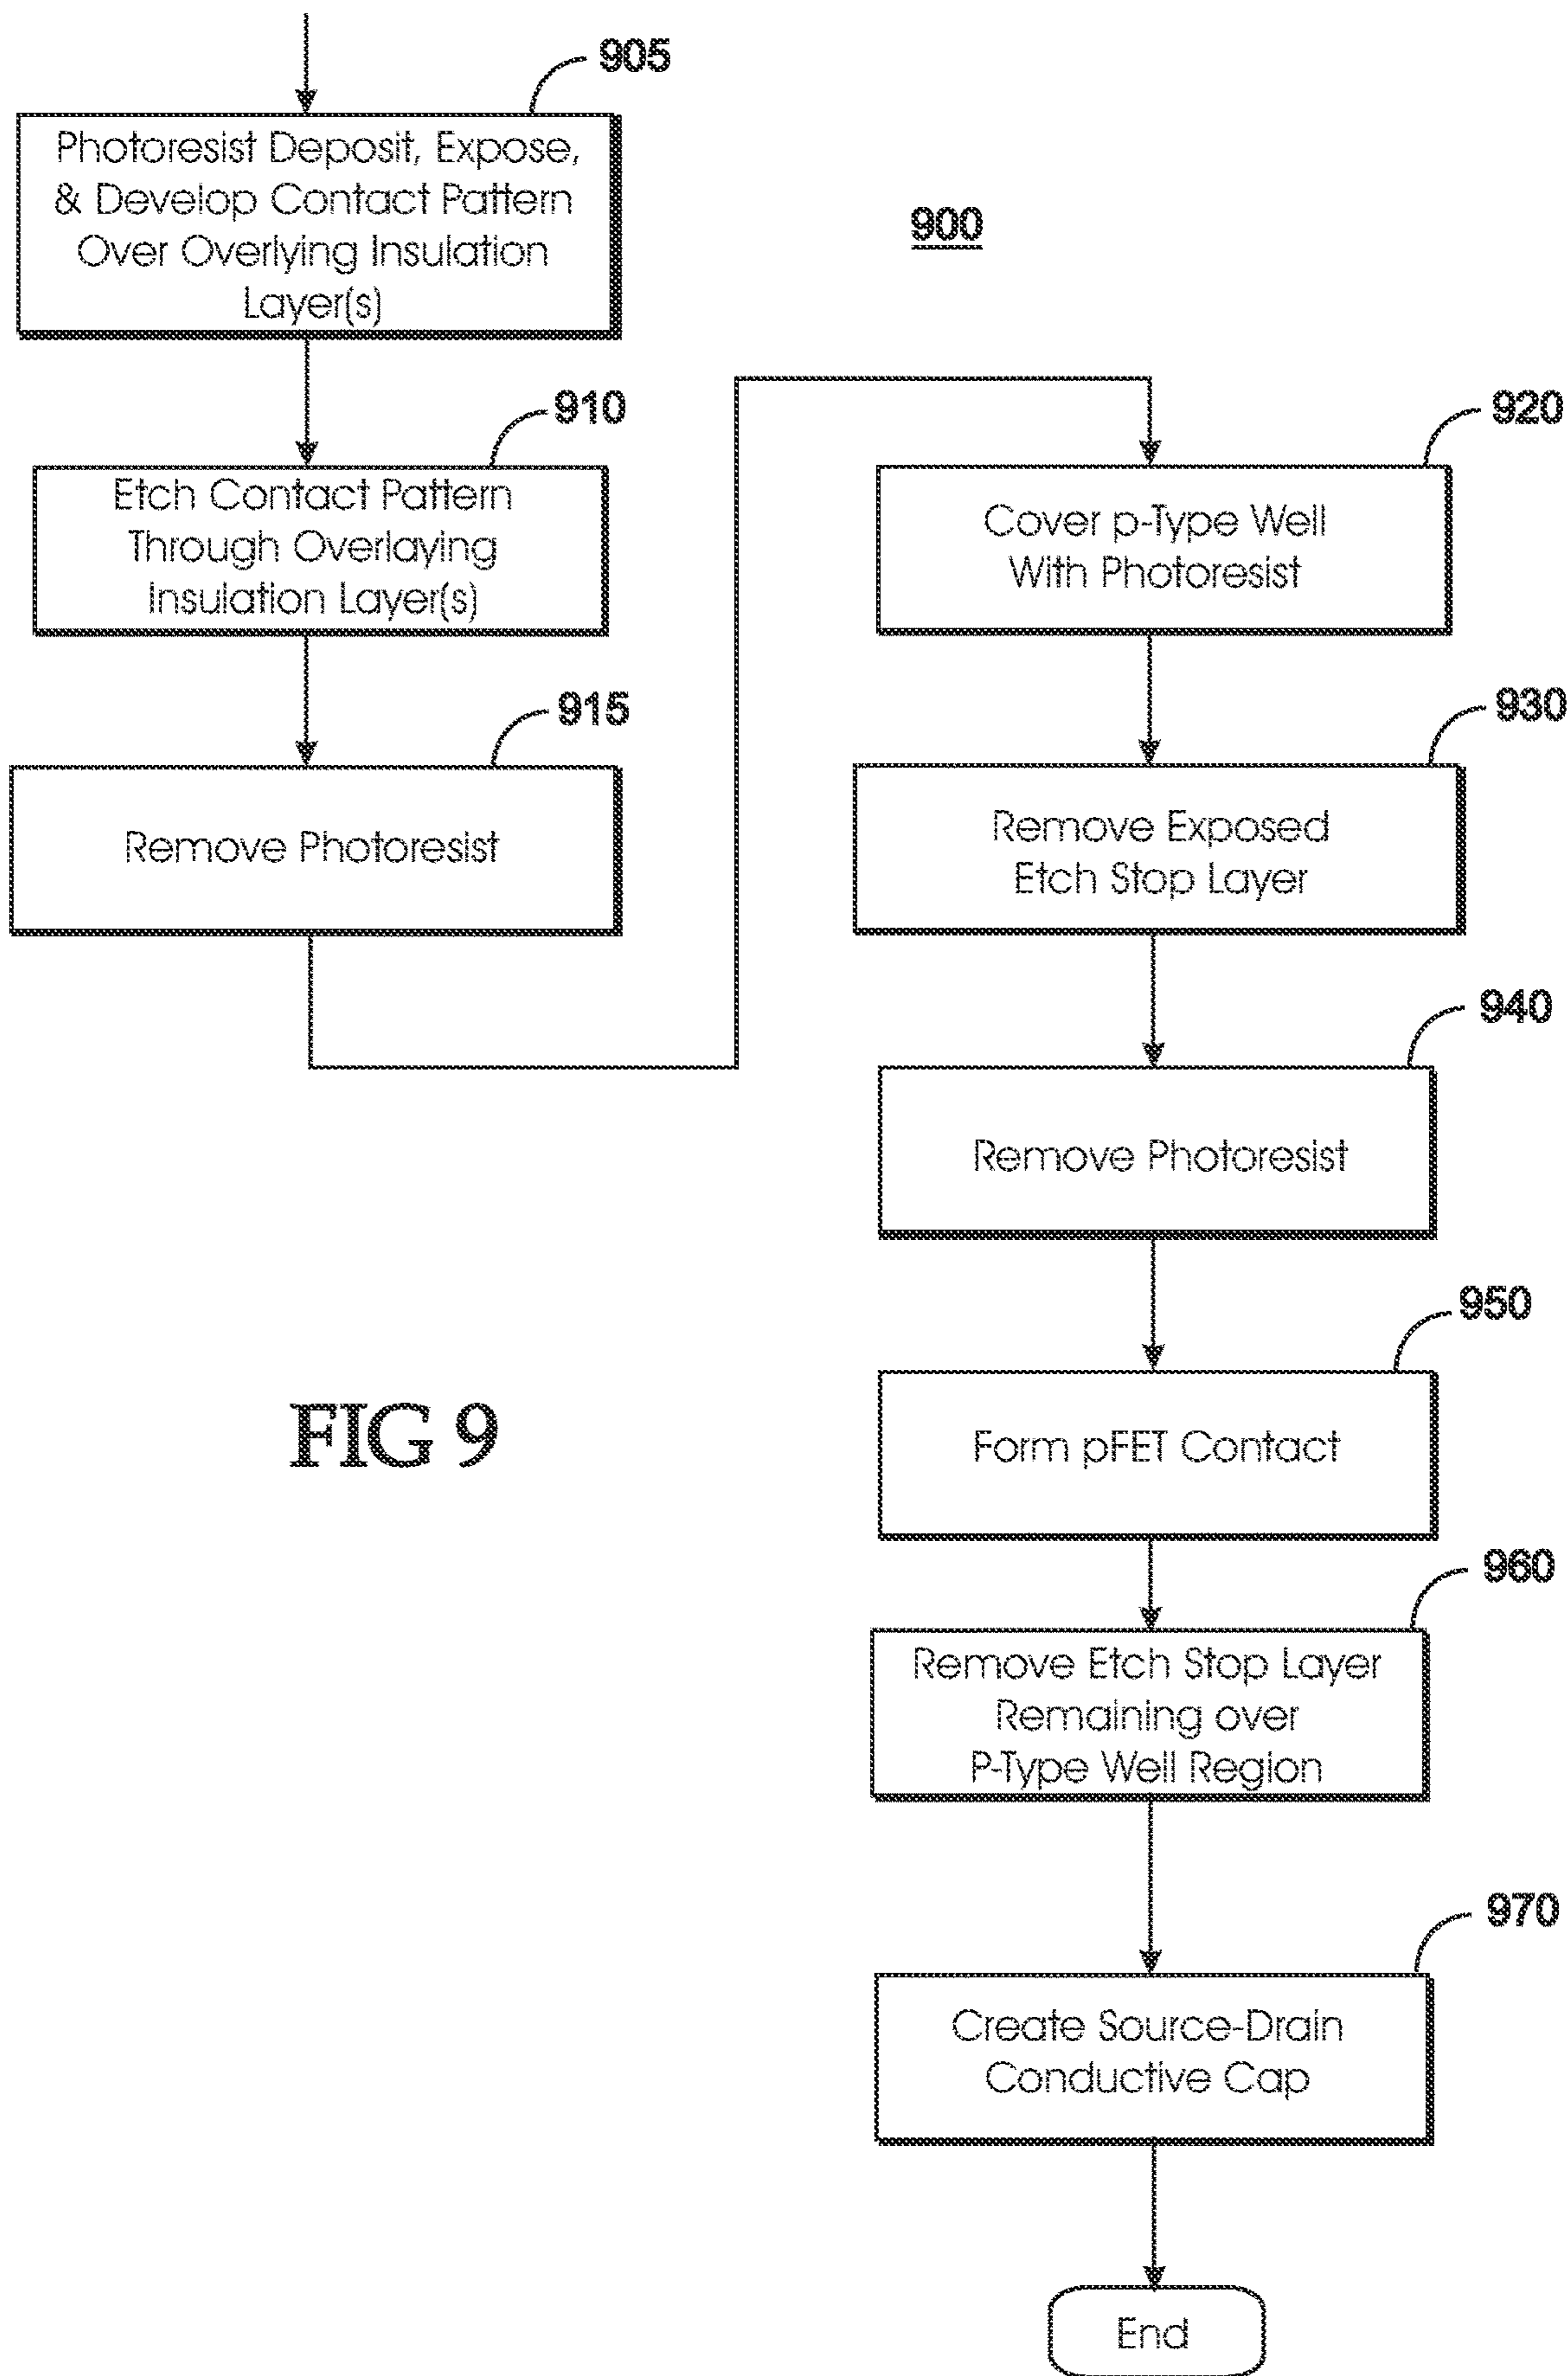 905
Photoresist Deposit, Expose,
& Develop Contact Pattern
Over Overlying Insulation
Layer(s)
900
910
Etch Contact Pattern
Through Overlaying
Insulation Layer(s)
915
Remove Photoresist
920
Cover p-Type Well
With Photoresist
930
Remove Exposed
Etch Stop Layer
940
Remove Photoresist
950
Form pFET Contact
960
Remove Etch Stop Layer
Remaining over
P-Type Well Region
970
Create Source-Drain
Conductive Cap
End
FIG 9